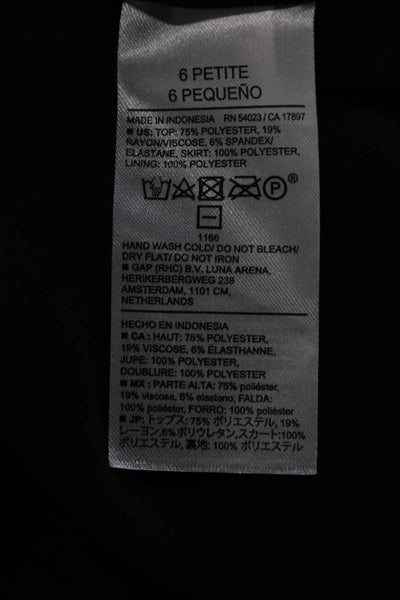 6 PETITE
6 PEQUEÑO
MADE IN INDONESIA RN 54023 / CA 17897
■ US: TOP: 75% POLYESTER, 19%
RAYON/VISCOSE, 6% SPANDEX/
ELASTANE, SKIRT: 100% POLYESTER,
LINING: 100% POLYESTER
P ®
1166
HAND WASH COLD/ DO NOT BLEACH/
DRY FLAT/ DO NOT IRON
■ GAP (RHC) B.V. LUNA ARENA,
HERIKERBERGWEG 238
AMSTERDAM, 1101 CM,
NETHERLANDS
HECHO EN INDONESIA
■ CA : HAUT: 75% POLYESTER,
19% VISCOSE, 6% ÉLASTHANNE,
JUPE: 100% POLYESTER,
DOUBLURE: 100% POLYESTER
■ MX : PARTE ALTA: 75% poliéster,
19% viscosa, 6% elastano, FALDA:
100% poliéster, FORRO: 100% poliéster
■ JP: トップス: 75% ポリエステル, 19%
レーヨン, 6%ポリウレタン, スカート:100%
ポリエステル, 裏地: 100% ポリエステル